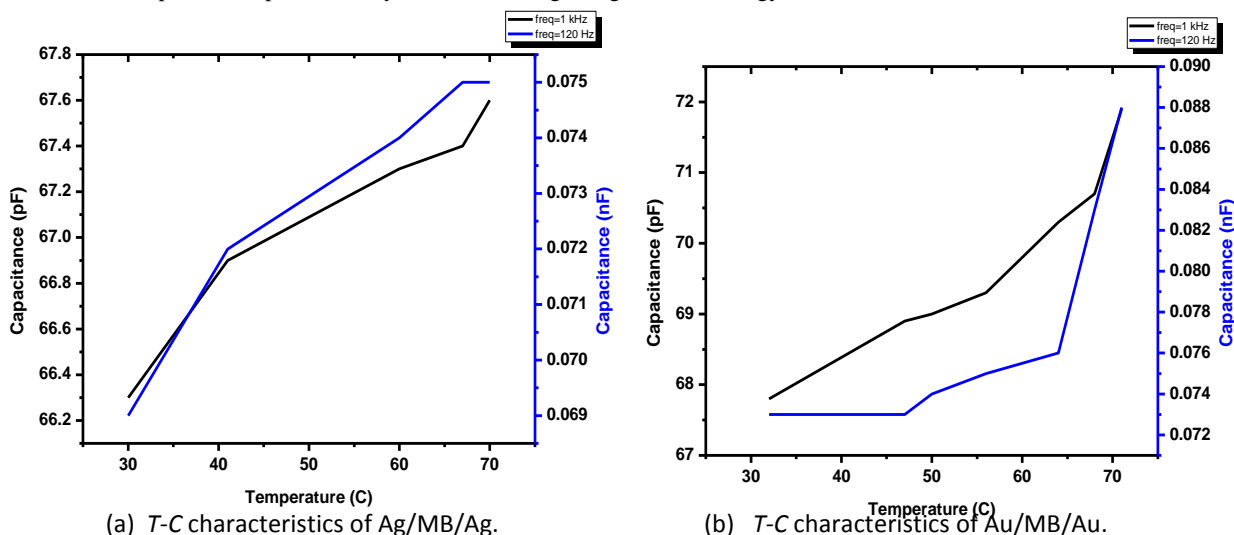 freq=1 kHz
freq=120 Hz
67.8
67.6
67.4
67.2
67.0
66.8
66.6
66.4
66.2
Capacitance (pF)
0.075
0.074
0.073
0.072
0.071
0.070
0.069
Capacitance (nF)
30 40 50 60 70
Temperature (C)
(a) T-C characteristics of Ag/MB/Ag.
freq=1 kHz
freq=120 Hz
72
71
70
69
68
67
Capacitance (pF)
0.090
0.088
0.086
0.084
0.082
0.080
0.078
0.076
0.074
0.072
Capacitance (nF)
30 40 50 60 70
Temperature (C)
(b) T-C characteristics of Au/MB/Au.